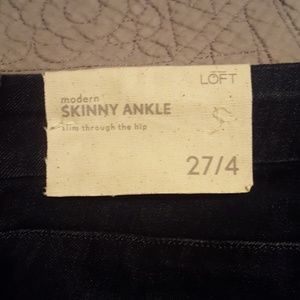 LOFT
modern
SKINNY ANKLE
slim through the hip
27/4